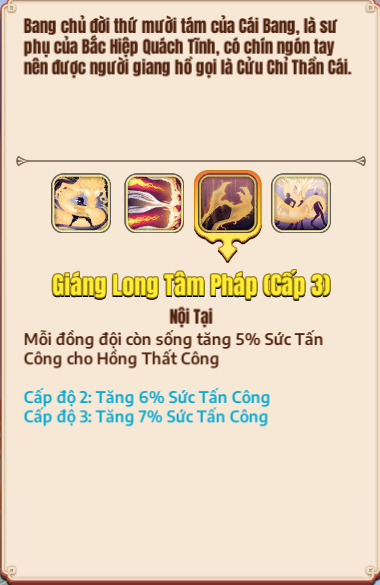 Bang chủ đời thứ mười tám của Cái Bang, là sư
phụ của Bắc Hiệp Quách Tĩnh, có chín ngón tay
nên được người giang hồ gọi là Cửu Chỉ Thần Cái.
Giáng Long Tâm Pháp (Cấp 3)
Nội Tại
Mỗi đồng đội còn sống tăng 5% Sức Tấn
Công cho Hồng Thất Công
Cấp độ 2: Tăng 6% Sức Tấn Công
Cấp độ 3: Tăng 7% Sức Tấn Công